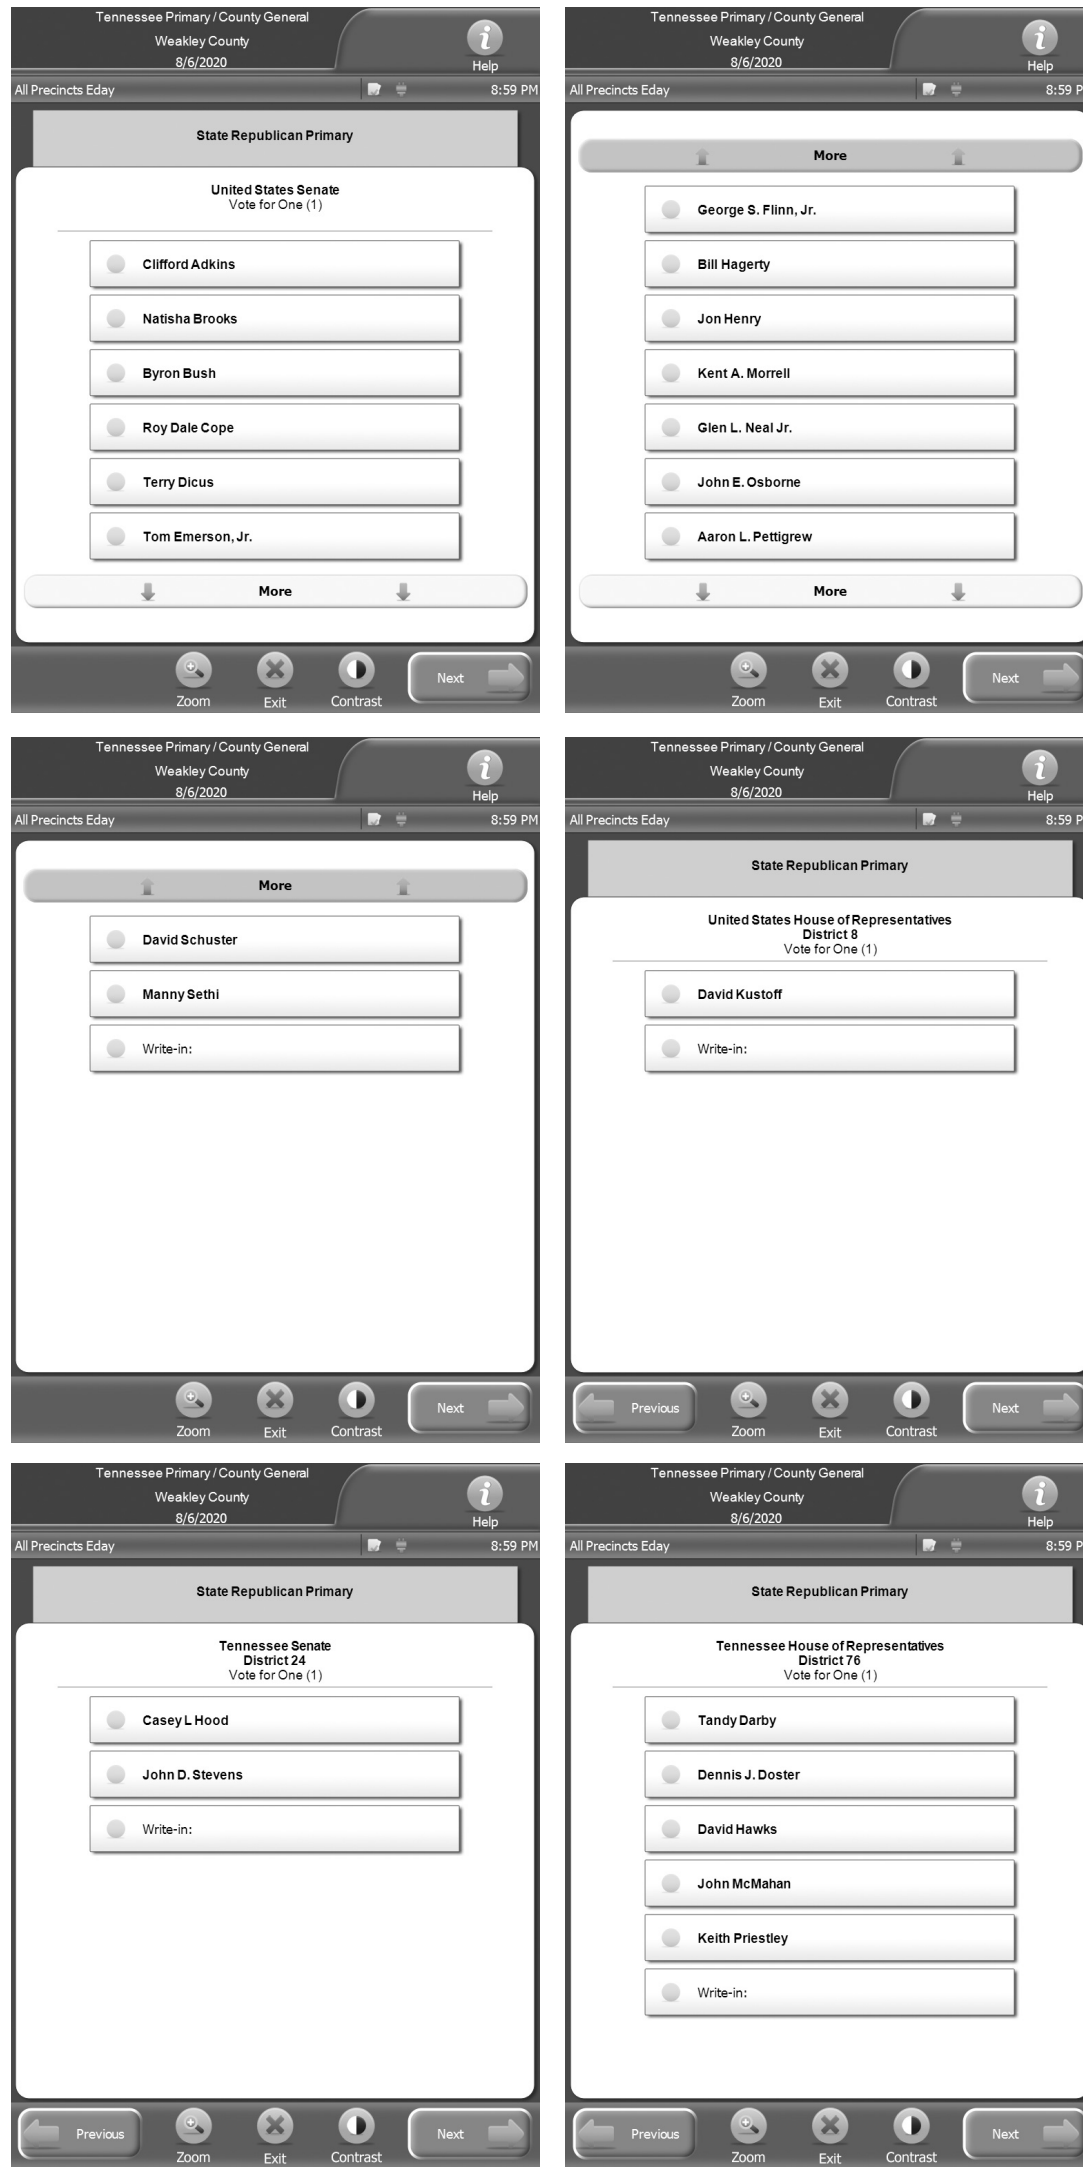 Tennessee Primary / County General
Weakley County
8/6/2020
Help
All Precincts Eday
8:59 PM
State Republican Primary
United States Senate
Vote for One (1)
Clifford Adkins
Natisha Brooks
Byron Bush
Roy Dale Cope
Terry Dicus
Tom Emerson, Jr.
More
Zoom
Exit
Contrast
Next
Tennessee Primary / County General
Weakley County
8/6/2020
Help
All Precincts Eday
8:59 P
More
George S. Flinn, Jr.
Bill Hagerty
Jon Henry
Kent A. Morrell
Glen L. Neal Jr.
John E. Osborne
Aaron L. Pettigrew
More
Zoom
Exit
Contrast
Next
Tennessee Primary / County General
Weakley County
8/6/2020
Help
All Precincts Eday
8:59 PM
More
David Schuster
Manny Sethi
Write-in:
Zoom
Exit
Contrast
Next
Tennessee Primary / County General
Weakley County
8/6/2020
Help
All Precincts Eday
8:59 P
State Republican Primary
United States House of Representatives
District 8
Vote for One (1)
David Kustoff
Write-in:
Previous
Zoom
Exit
Contrast
Next
Tennessee Primary / County General
Weakley County
8/6/2020
Help
All Precincts Eday
8:59 PM
State Republican Primary
Tennessee Senate
District 24
Vote for One (1)
Casey L Hood
John D. Stevens
Write-in:
Previous
Zoom
Exit
Contrast
Next
Tennessee Primary / County General
Weakley County
8/6/2020
Help
All Precincts Eday
8:59 P
State Republican Primary
Tennessee House of Representatives
District 76
Vote for One (1)
Tandy Darby
Dennis J. Doster
David Hawks
John McMahan
Keith Priestley
Write-in:
Previous
Zoom
Exit
Contrast
Next